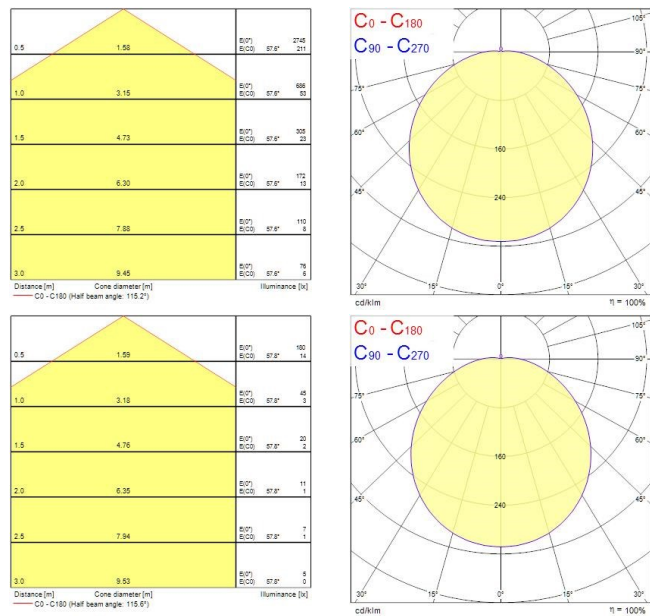 0.5 1.58 E(0°) 2745
E(C0) 57.6° 211
1.0 3.15 E(0°) 686
E(C0) 57.6° 53
1.5 4.73 E(0°) 305
E(C0) 57.6° 23
2.0 6.30 E(0°) 172
E(C0) 57.6° 13
2.5 7.88 E(0°) 110
E(C0) 57.6° 8
3.0 9.45 E(0°) 76
E(C0) 57.6° 6
Distance [m] Cone diameter [m] Illuminance [lx]
C0 - C180 (Half beam angle: 115.2°)
C0 - C180
C90 - C270
105° 105°
90° 90°
75° 75°
160
60° 60°
240
45° 45°
30° 15° 0° 15° 30°
cd/klm η = 100%
0.5 1.59 E(0°) 180
E(C0) 57.8° 14
1.0 3.18 E(0°) 45
E(C0) 57.8° 3
1.5 4.76 E(0°) 20
E(C0) 57.8° 2
2.0 6.35 E(0°) 11
E(C0) 57.8° 1
2.5 7.94 E(0°) 7
E(C0) 57.8° 1
3.0 9.53 E(0°) 5
E(C0) 57.8° 0
Distance [m] Cone diameter [m] Illuminance [lx]
C0 - C180 (Half beam angle: 115.6°)
C0 - C180
C90 - C270
105°
90°
75° 75°
60° 160 60°
45° 240 45°
30° 15° 0° 15° 30°
cd/klm η = 100%